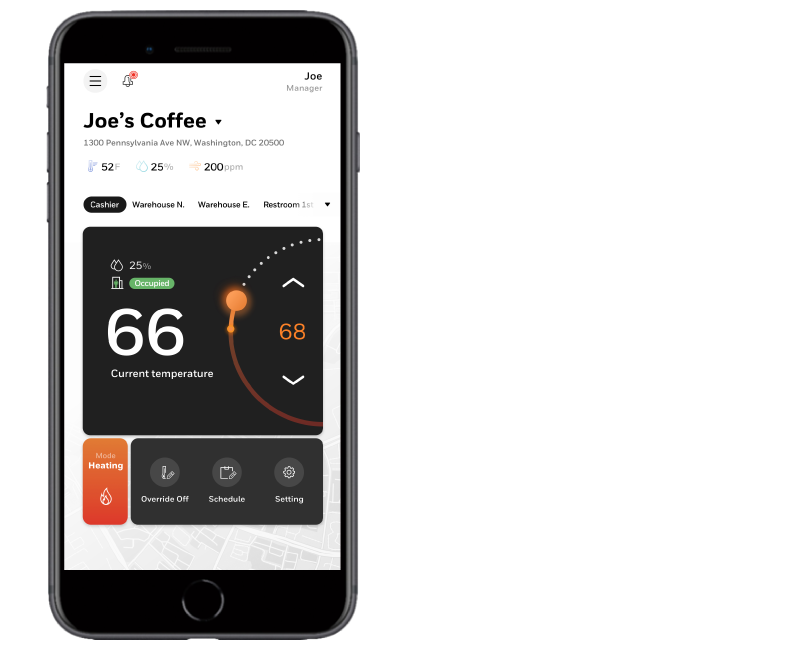 Joe
Manager
Joe's Coffee
1300 Pennsylvania Ave NW, Washington, DC 20500
52F 25% 200ppm
Cashier Warehouse N. Warehouse E. Restroom 1st
25%
Occupied
66
68
Current temperature
Mode
Heating
Override Off Schedule Setting